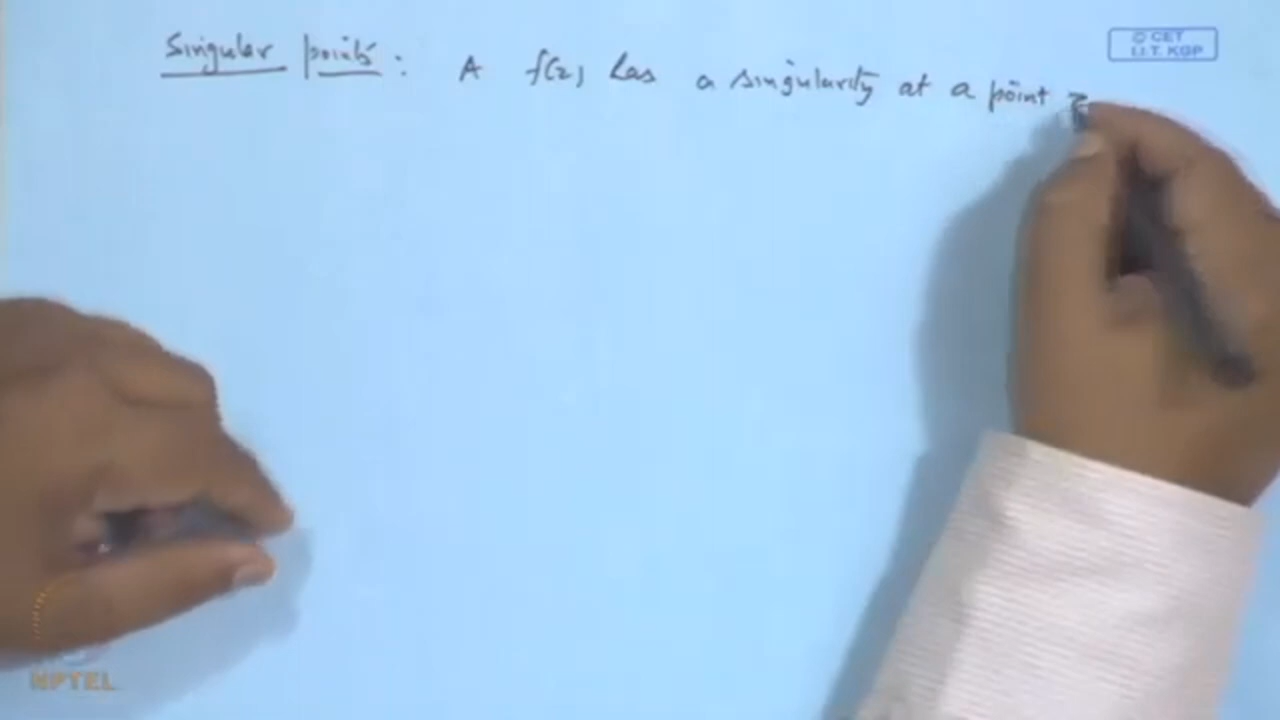 Singular points : A f(z) has a singularity at a point z
© CET
I.I.T. KGP
NPTEL